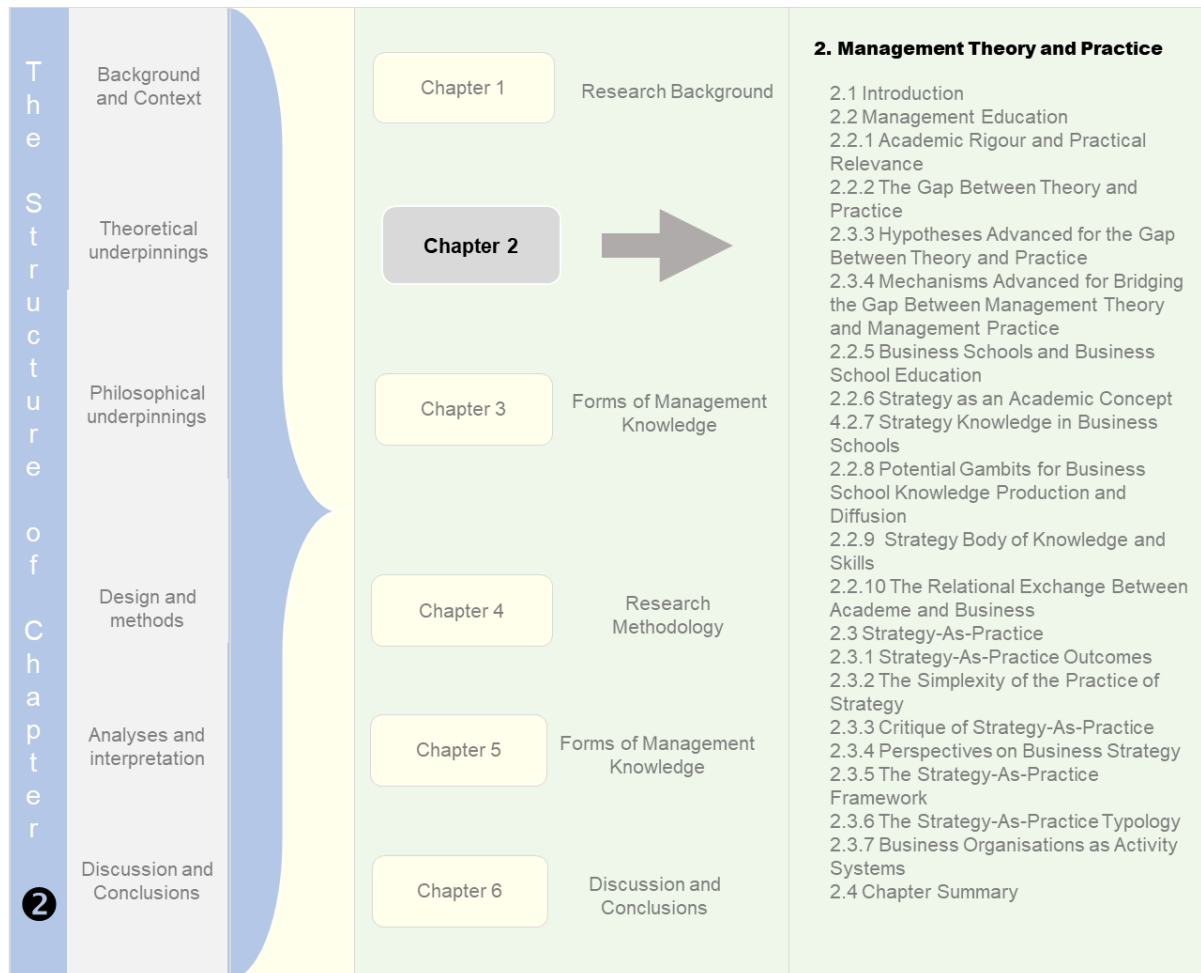 The Structure of Chapter
❷
Background
and Context
Theoretical
underpinnings
Philosophical
underpinnings
Design and
methods
Analyses and
interpretation
Discussion and
Conclusions
Chapter 1
Research Background
Chapter 2
Chapter 3
Forms of Management
Knowledge
Chapter 4
Research
Methodology
Chapter 5
Forms of Management
Knowledge
Chapter 6
Discussion and
Conclusions
2. Management Theory and Practice
2.1 Introduction
2.2 Management Education
2.2.1 Academic Rigour and Practical
Relevance
2.2.2 The Gap Between Theory and
Practice
2.3.3 Hypotheses Advanced for the Gap
Between Theory and Practice
2.3.4 Mechanisms Advanced for Bridging
the Gap Between Management Theory
and Management Practice
2.2.5 Business Schools and Business
School Education
2.2.6 Strategy as an Academic Concept
4.2.7 Strategy Knowledge in Business
Schools
2.2.8 Potential Gambits for Business
School Knowledge Production and
Diffusion
2.2.9 Strategy Body of Knowledge and
Skills
2.2.10 The Relational Exchange Between
Academe and Business
2.3 Strategy-As-Practice
2.3.1 Strategy-As-Practice Outcomes
2.3.2 The Simplexity of the Practice of
Strategy
2.3.3 Critique of Strategy-As-Practice
2.3.4 Perspectives on Business Strategy
2.3.5 The Strategy-As-Practice
Framework
2.3.6 The Strategy-As-Practice Typology
2.3.7 Business Organisations as Activity
Systems
2.4 Chapter Summary